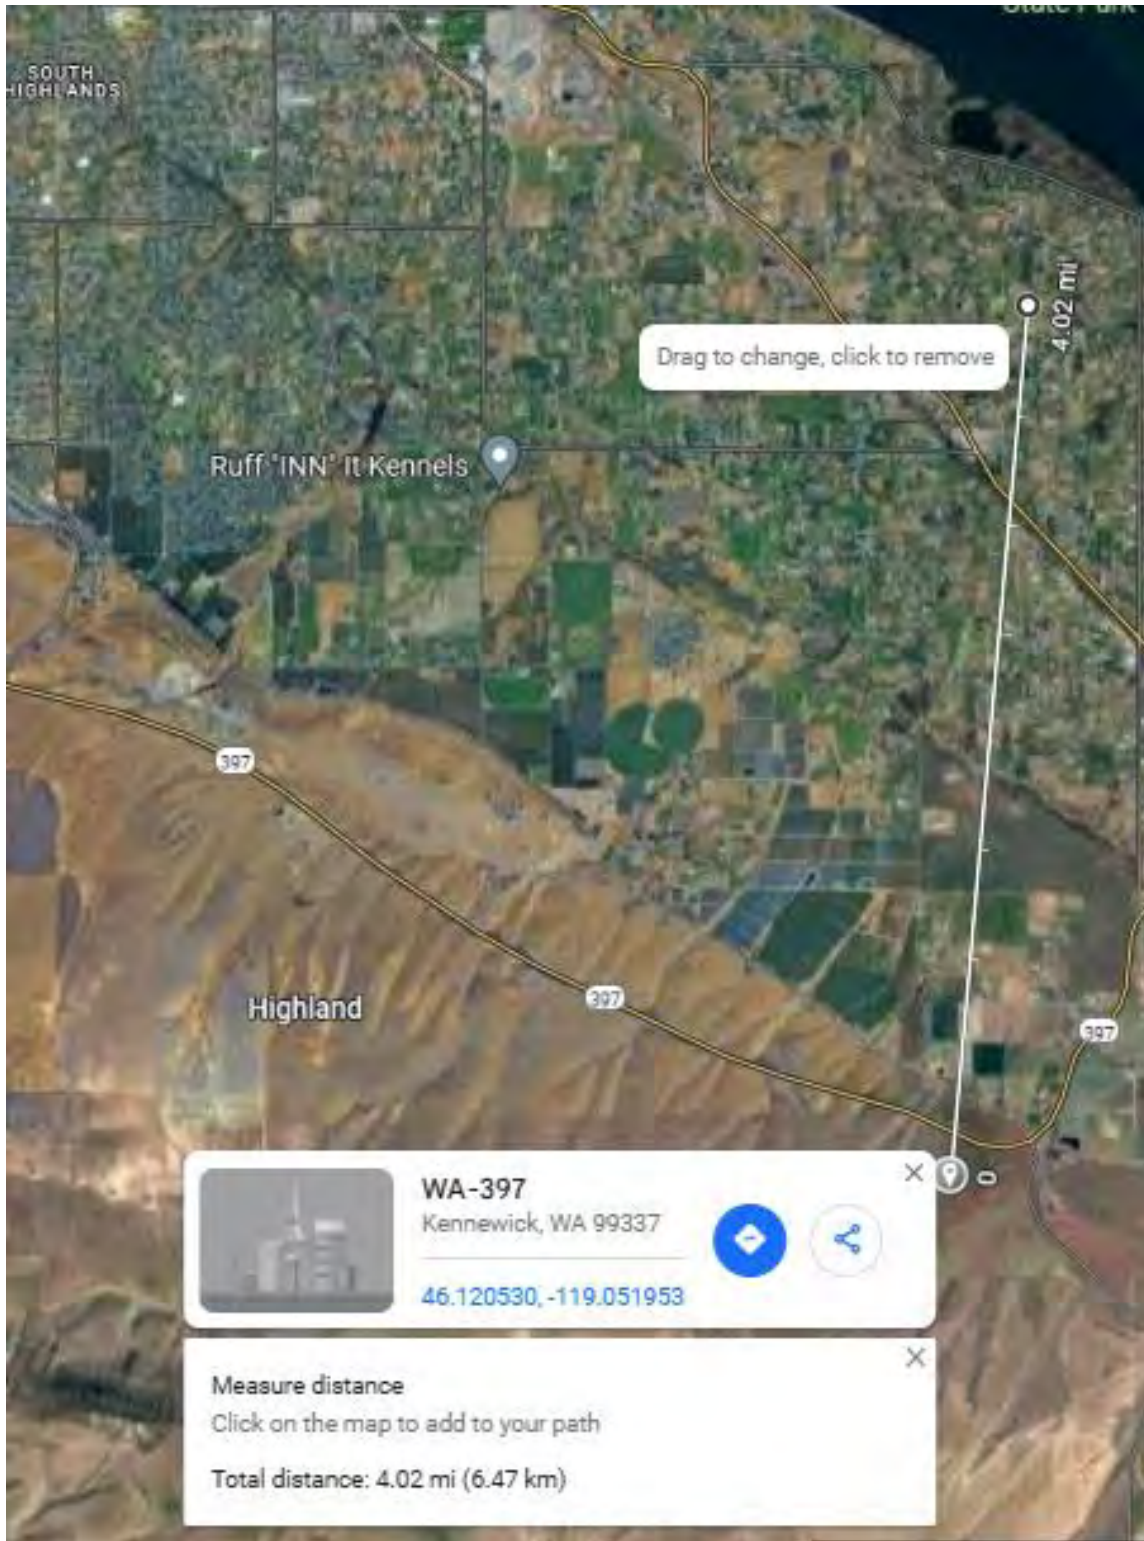 State Park
SOUTH
HIGHLANDS
4.02 mi
Drag to change, click to remove
Ruff "INN" It Kennels
397
Highland
397
397
0
WA-397
Kennewick, WA 99337
46.120530, -119.051953
Measure distance
Click on the map to add to your path
Total distance: 4.02 mi (6.47 km)